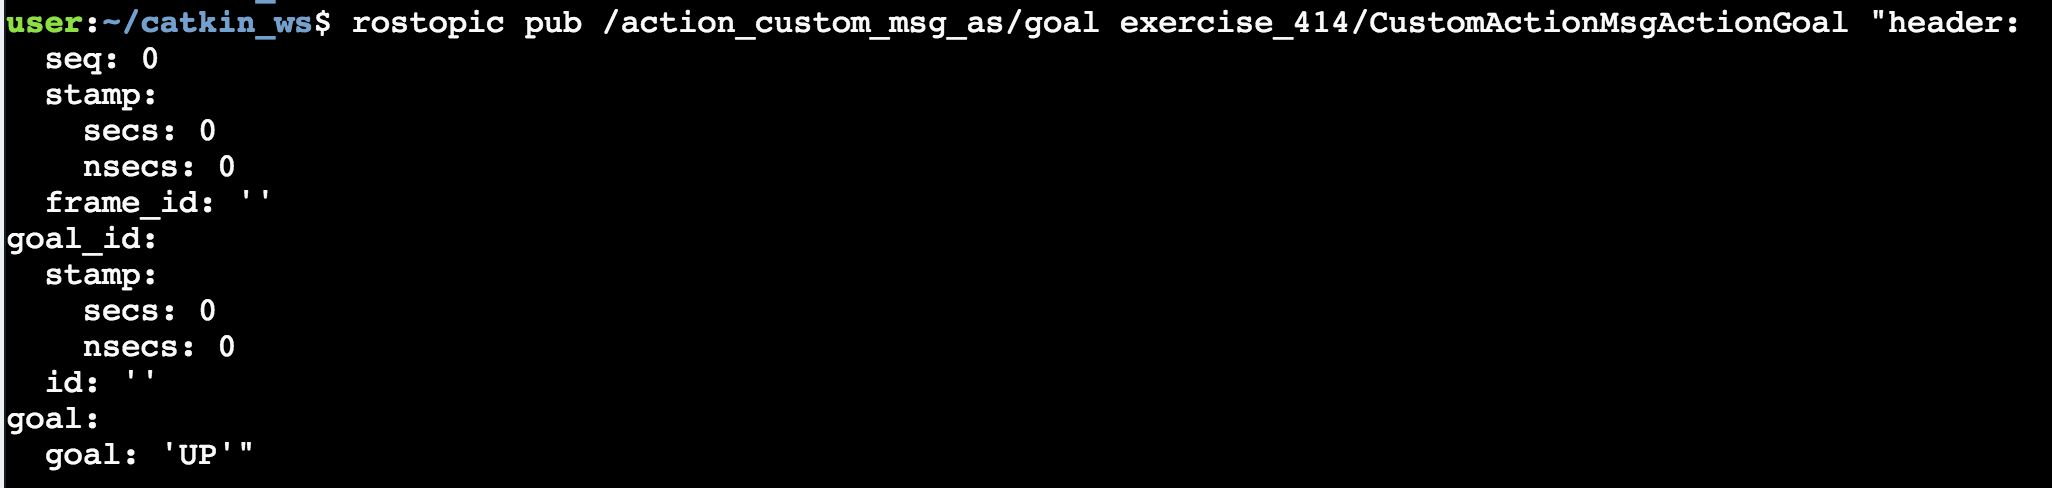 user:~/catkin_ws$ rostopic pub /action_custom_msg_as/goal exercise_414/CustomActionMsgActionGoal "header:
  seq: 0
  stamp:
    secs: 0
    nsecs: 0
  frame_id: ''
goal_id:
  stamp:
    secs: 0
    nsecs: 0
  id: ''
goal:
  goal: 'UP'"